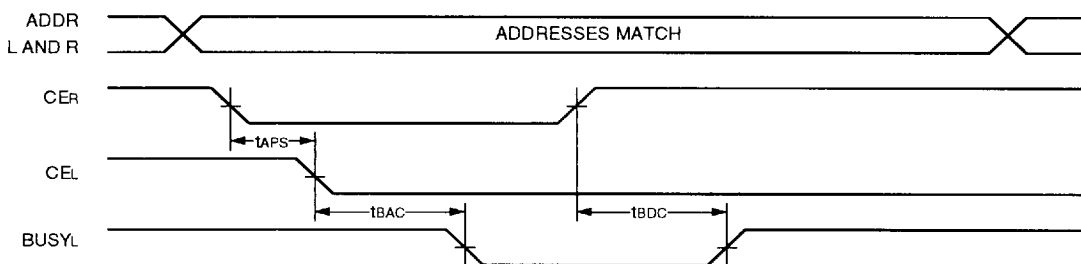 ADDR
L AND R
ADDRESSES MATCH
CER
tAPS
CEL
tBAC
tBDC
BUSYL